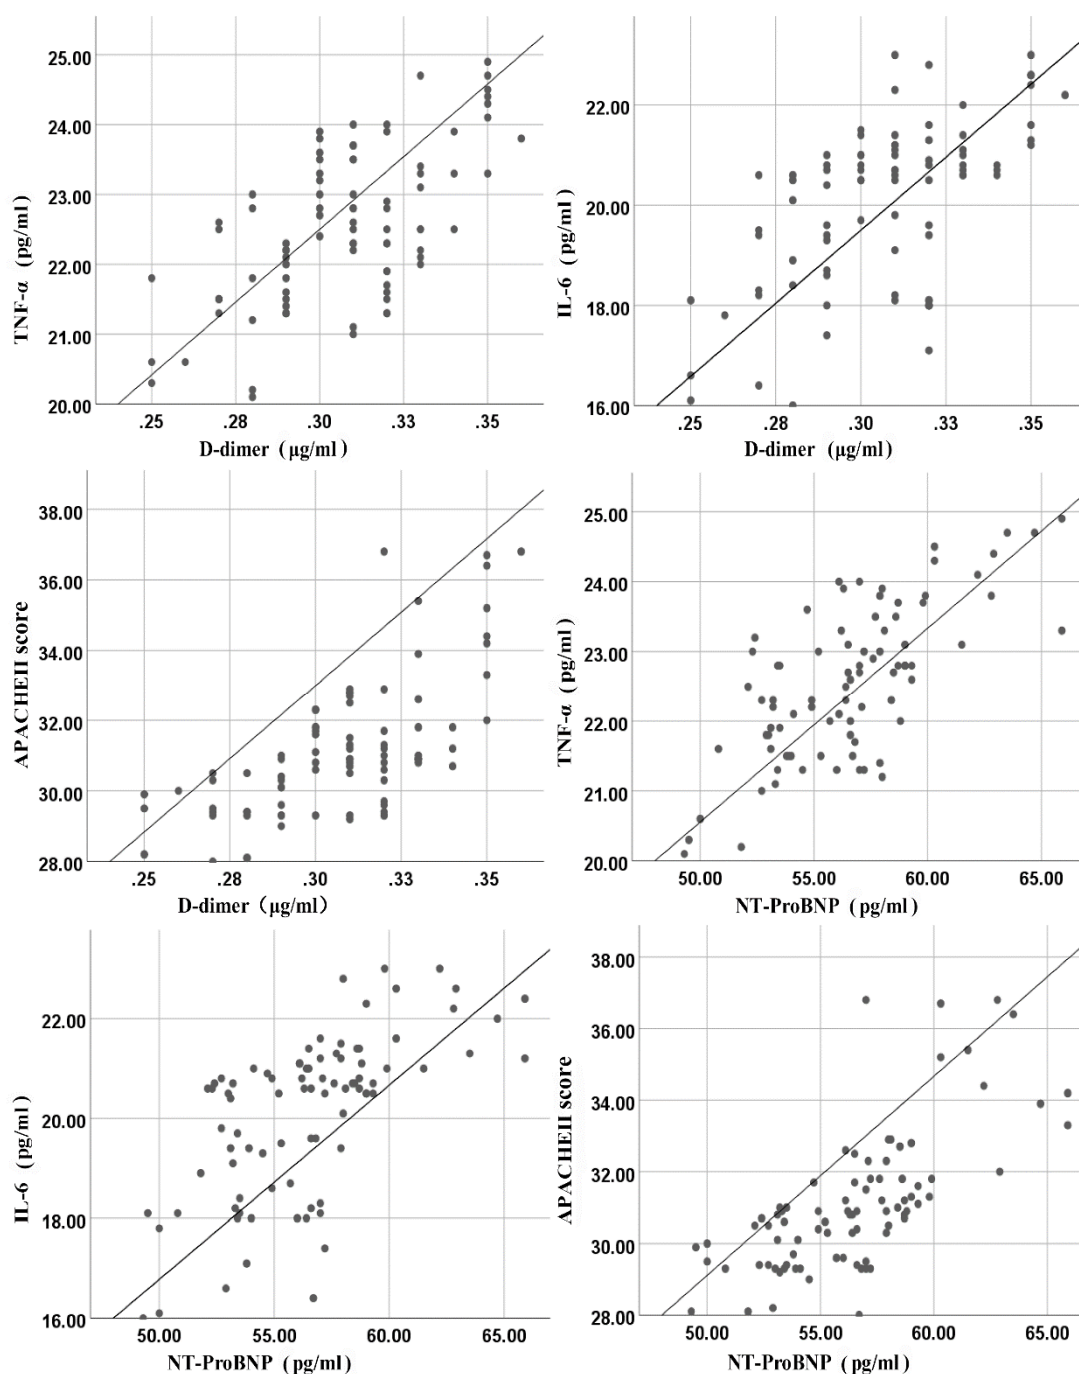 25.00
24.00
23.00
22.00
21.00
20.00
TNF-α (pg/ml)
.25 .28 .30 .33 .35
D-dimer (μg/ml)
22.00
20.00
18.00
16.00
IL-6 (pg/ml)
.25 .28 .30 .33 .35
D-dimer (μg/ml)
38.00
36.00
34.00
32.00
30.00
28.00
APACHEII score
.25 .28 .30 .33 .35
D-dimer (μg/ml)
25.00
24.00
23.00
22.00
21.00
20.00
TNF-α (pg/ml)
50.00 55.00 60.00 65.00
NT-ProBNP (pg/ml)
22.00
20.00
18.00
16.00
IL-6 (pg/ml)
50.00 55.00 60.00 65.00
NT-ProBNP (pg/ml)
38.00
36.00
34.00
32.00
30.00
28.00
APACHEII score
50.00 55.00 60.00 65.00
NT-ProBNP (pg/ml)